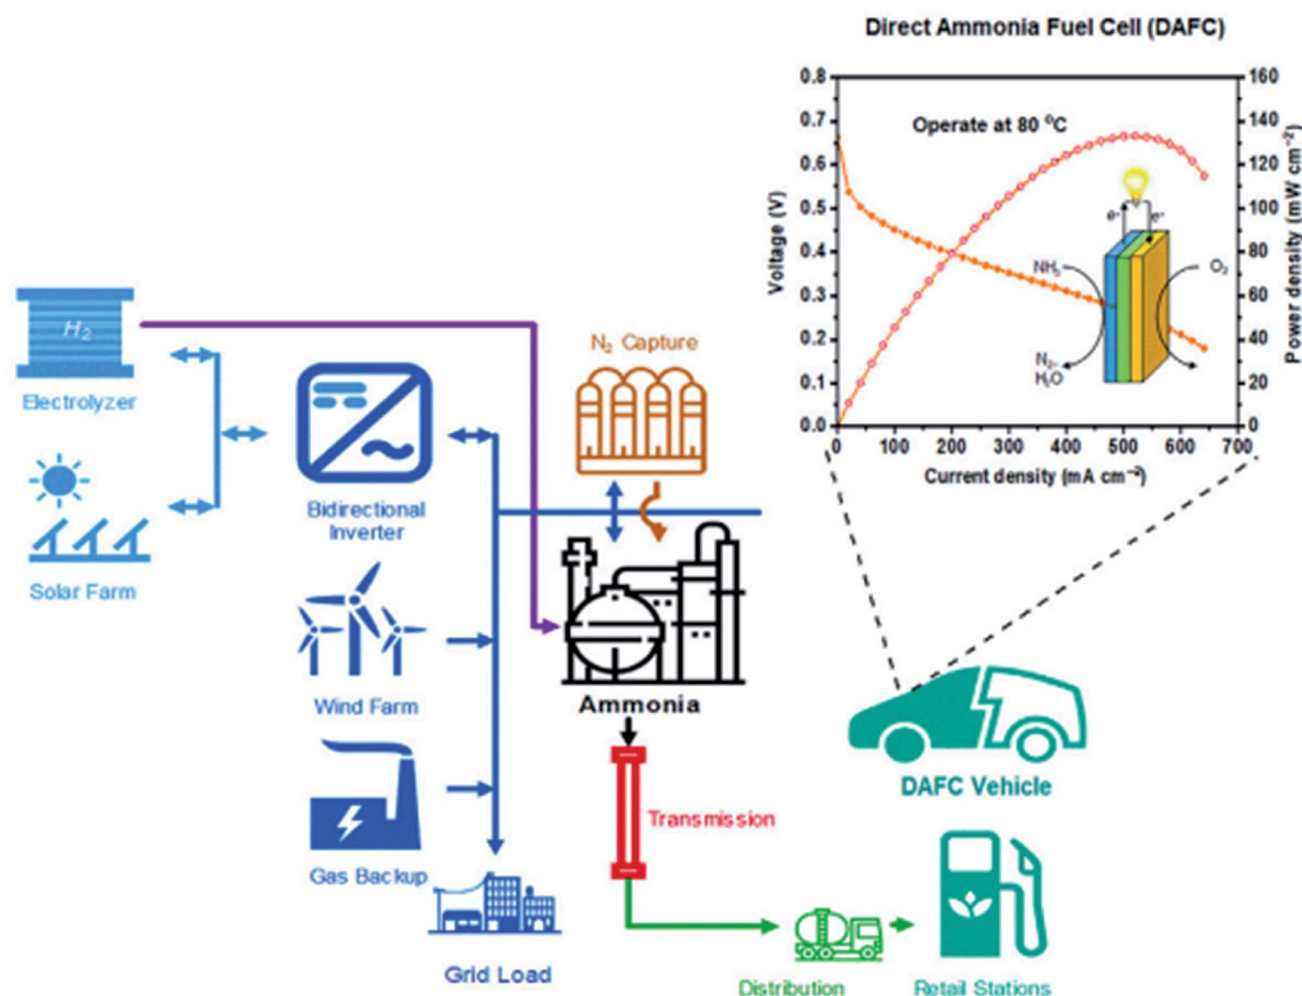 Direct Ammonia Fuel Cell (DAFC)
0.8
0.7
0.6
0.5
0.4
0.3
0.2
0.1
0.0
Voltage (V)
Operate at 80 °C
160
140
120
100
80
60
40
20
0
Power density (mW cm⁻²)
e⁻
e⁻
NH₃
O₂
N₂,
H₂O
0 100 200 300 400 500 600 700
Current density (mA cm⁻²)
H₂
Electrolyzer
N₂ Capture
Bidirectional
Inverter
Solar Farm
Wind Farm
Ammonia
DAFC Vehicle
Transmission
Gas Backup
Grid Load
Distribution
Retail Stations